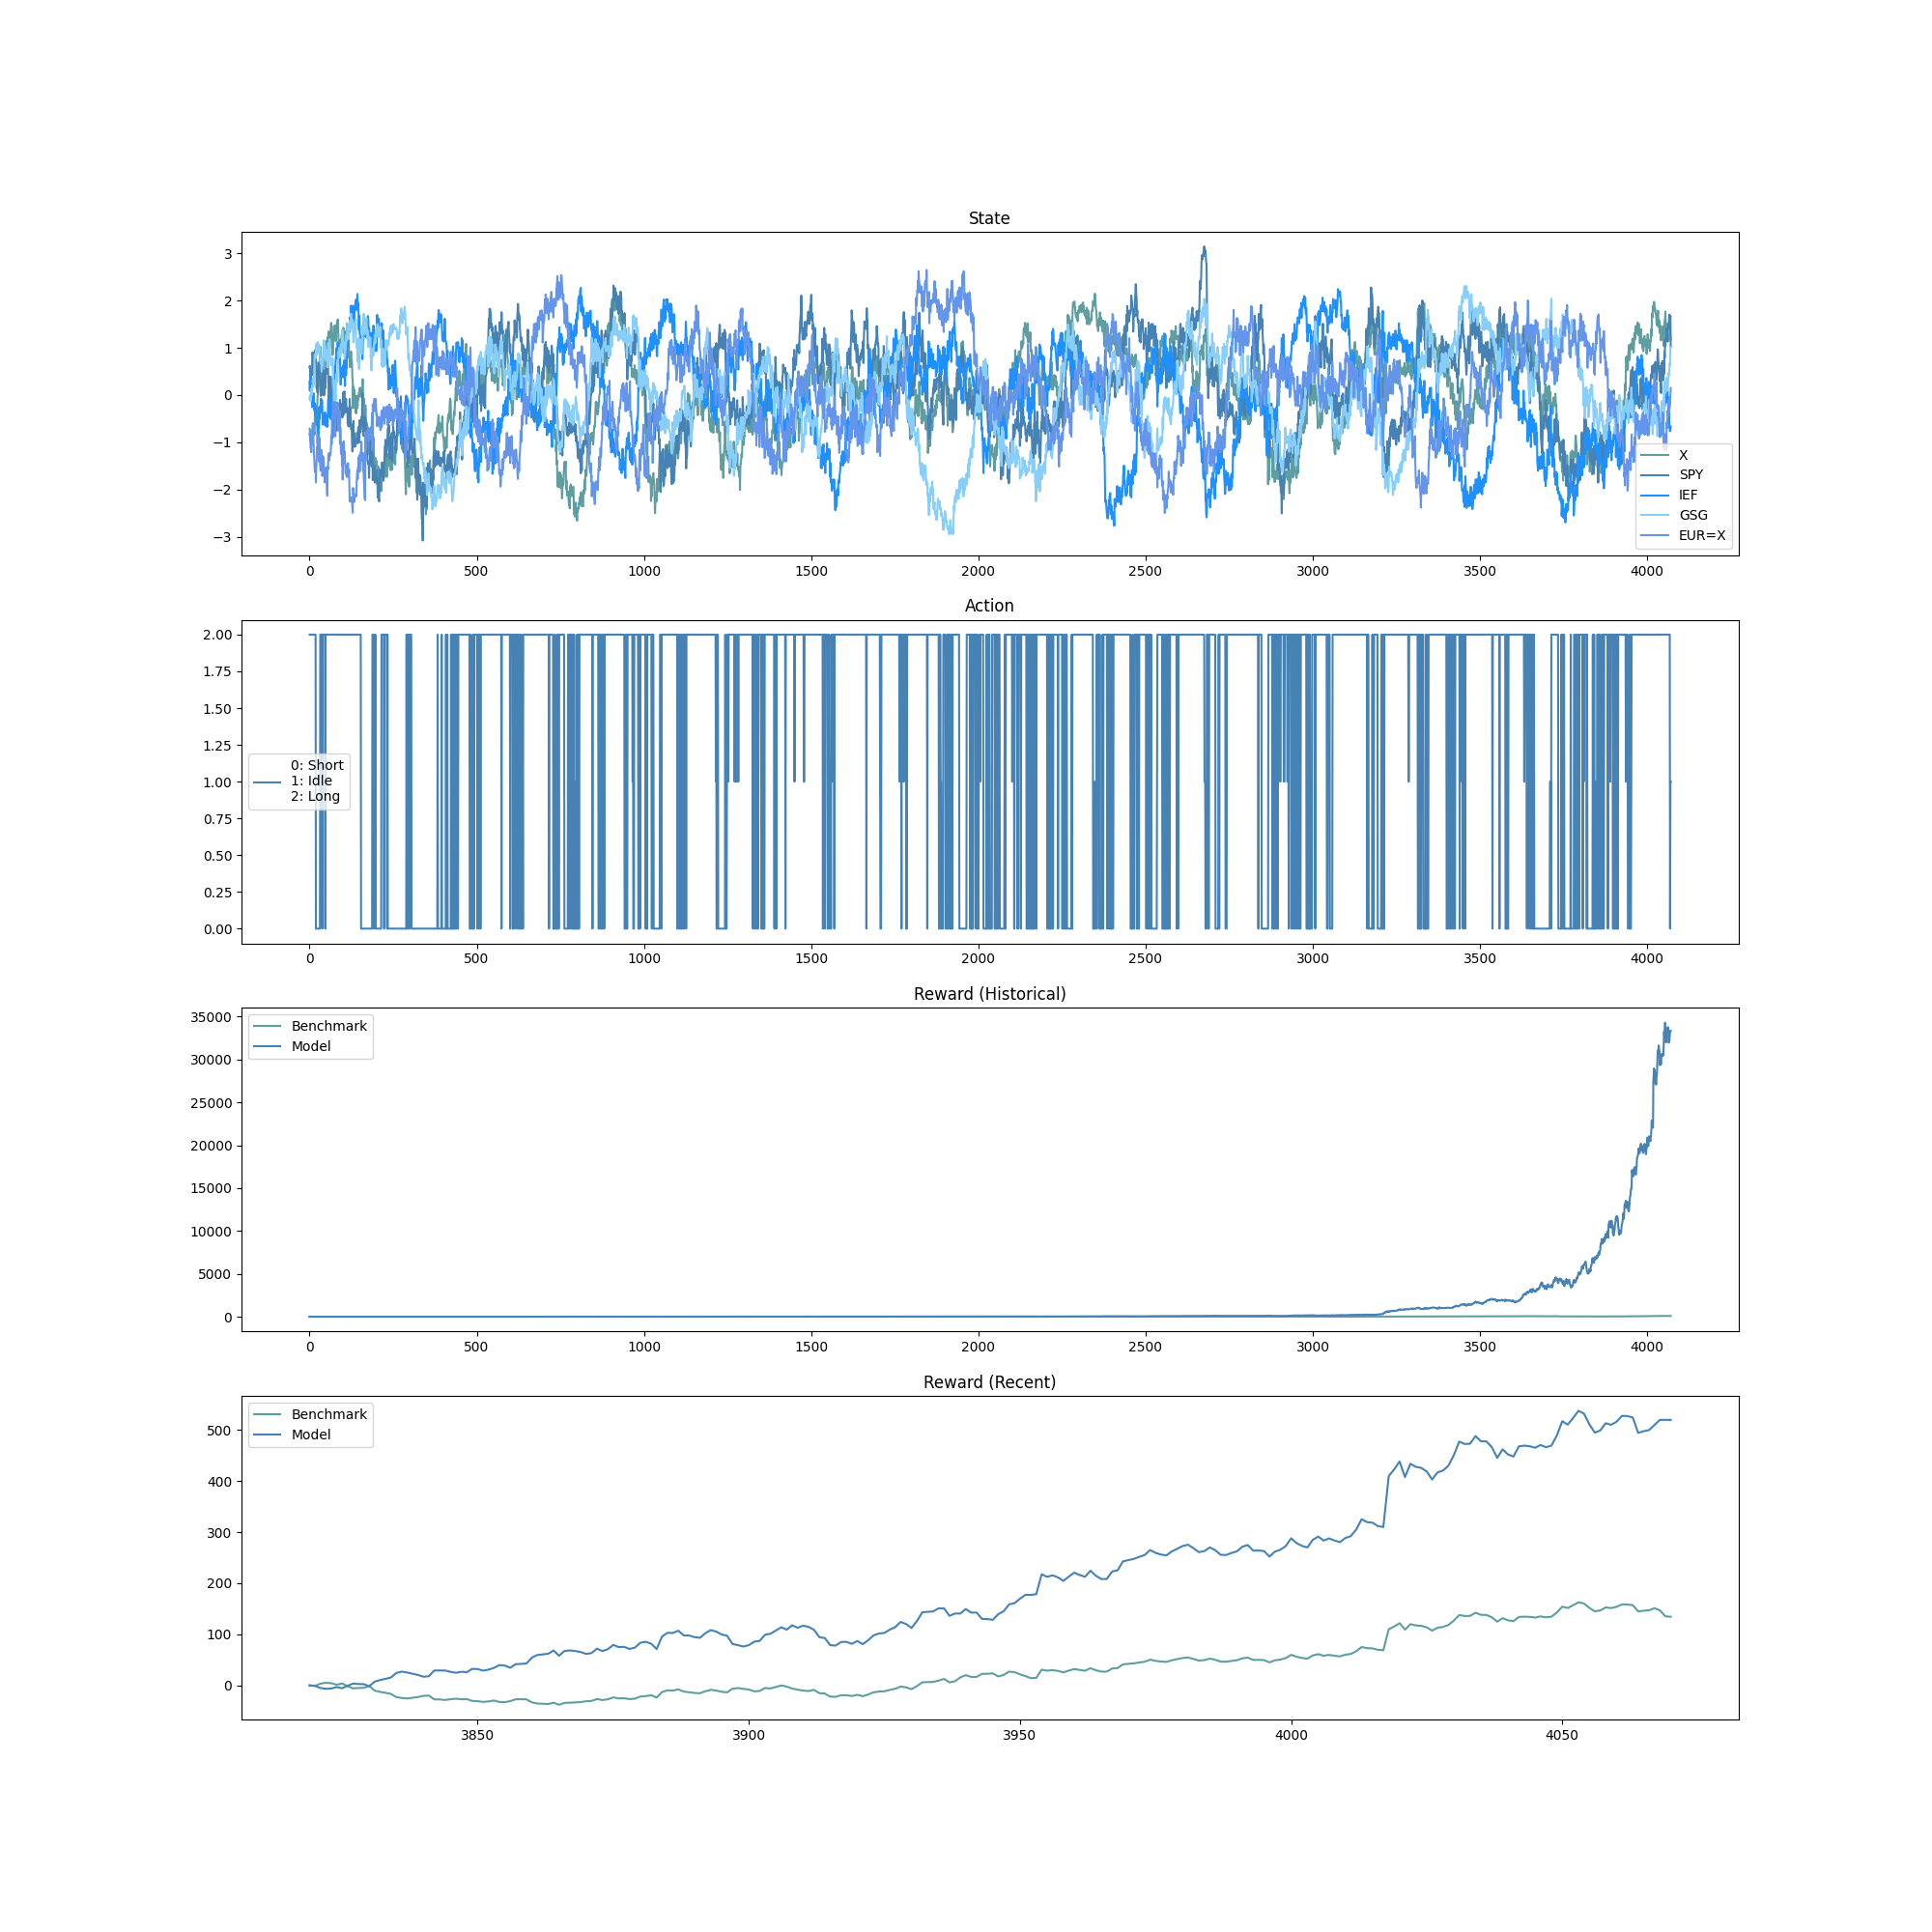 State
3
2
1
0
−1
−2
−3
X
SPY
IEF
GSG
EUR=X
0 500 1000 1500 2000 2500 3000 3500 4000
Action
2.00
1.75
1.50
1.25
1.00
0.75
0.50
0.25
0.00
0: Short
1: Idle
2: Long
0 500 1000 1500 2000 2500 3000 3500 4000
Reward (Historical)
35000
30000
25000
20000
15000
10000
5000
0
Benchmark
Model
0 500 1000 1500 2000 2500 3000 3500 4000
Reward (Recent)
500
400
300
200
100
0
Benchmark
Model
3850 3900 3950 4000 4050